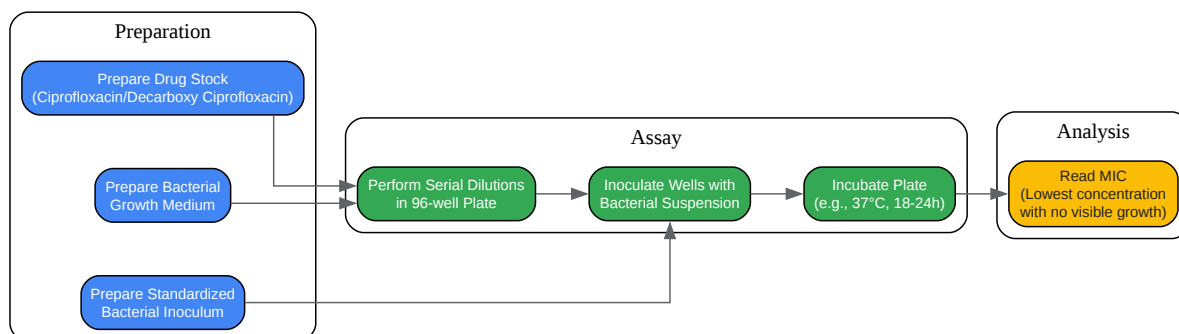 Preparation
Prepare Drug Stock
(Ciprofloxacin/Decarboxy Ciprofloxacin)
Prepare Bacterial
Growth Medium
Prepare Standardized
Bacterial Inoculum
Assay
Perform Serial Dilutions
in 96-well Plate
Inoculate Wells with
Bacterial Suspension
Incubate Plate
(e.g., 37°C, 18-24h)
Analysis
Read MIC
(Lowest concentration
with no visible growth)